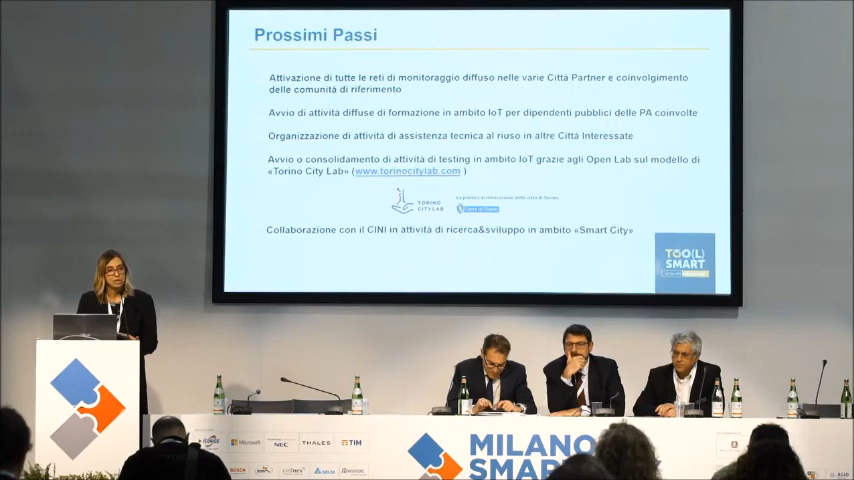 Prossimi Passi
Attivazione di tutte le reti di monitoraggio diffuso nelle varie Città Partner e coinvolgimento
delle comunità di riferimento
Avvio di attività diffuse di formazione in ambito IoT per dipendenti pubblici delle PA coinvolte
Organizzazione di attività di assistenza tecnica al riuso in altre Città Interessate
Avvio o consolidamento di attività di testing in ambito IoT grazie agli Open Lab sul modello di
«Torino City Lab» (www.torinocitylab.com )
TORINO
CITY LAB
Collaborazione con il CINI in attività di ricerca&sviluppo in ambito «Smart City»
TOO(L)
SMART
Microsoft
NEC
THALES
TIM
BOSCH
MILANO
SMAR